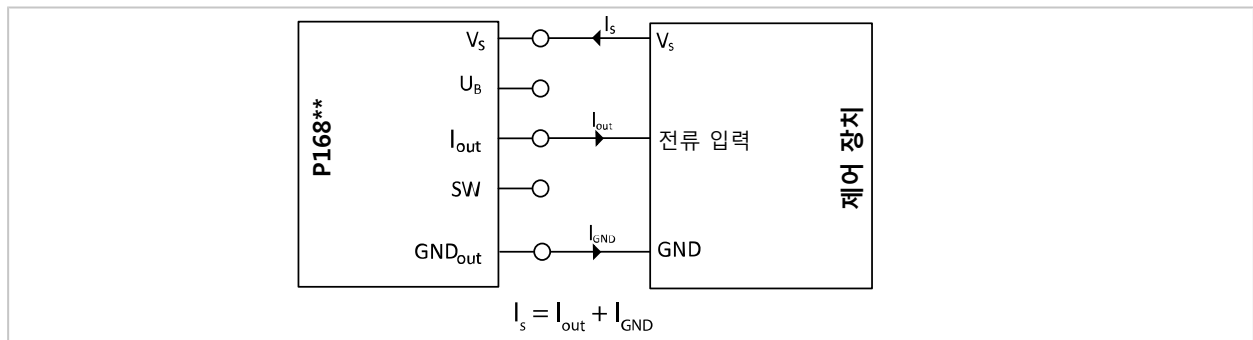 P168**
Vs
UB
Iout
SW
GNDout
Is
Iout
IGND
Vs
전류 입력
GND
제어 장치
Is = Iout + IGND